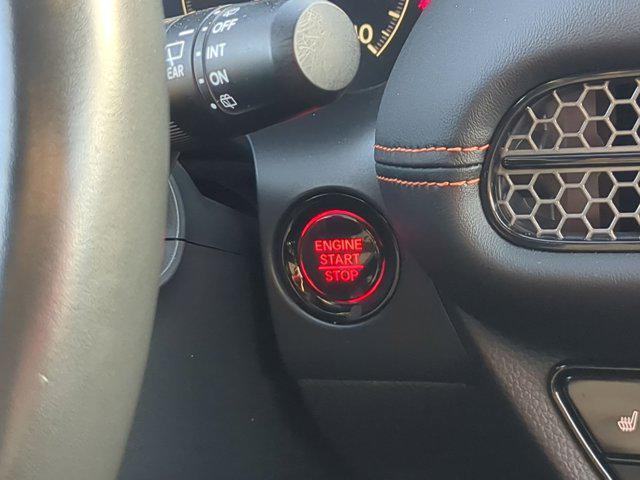 OFF
INT
REAR
ON
ENGINE
START
STOP